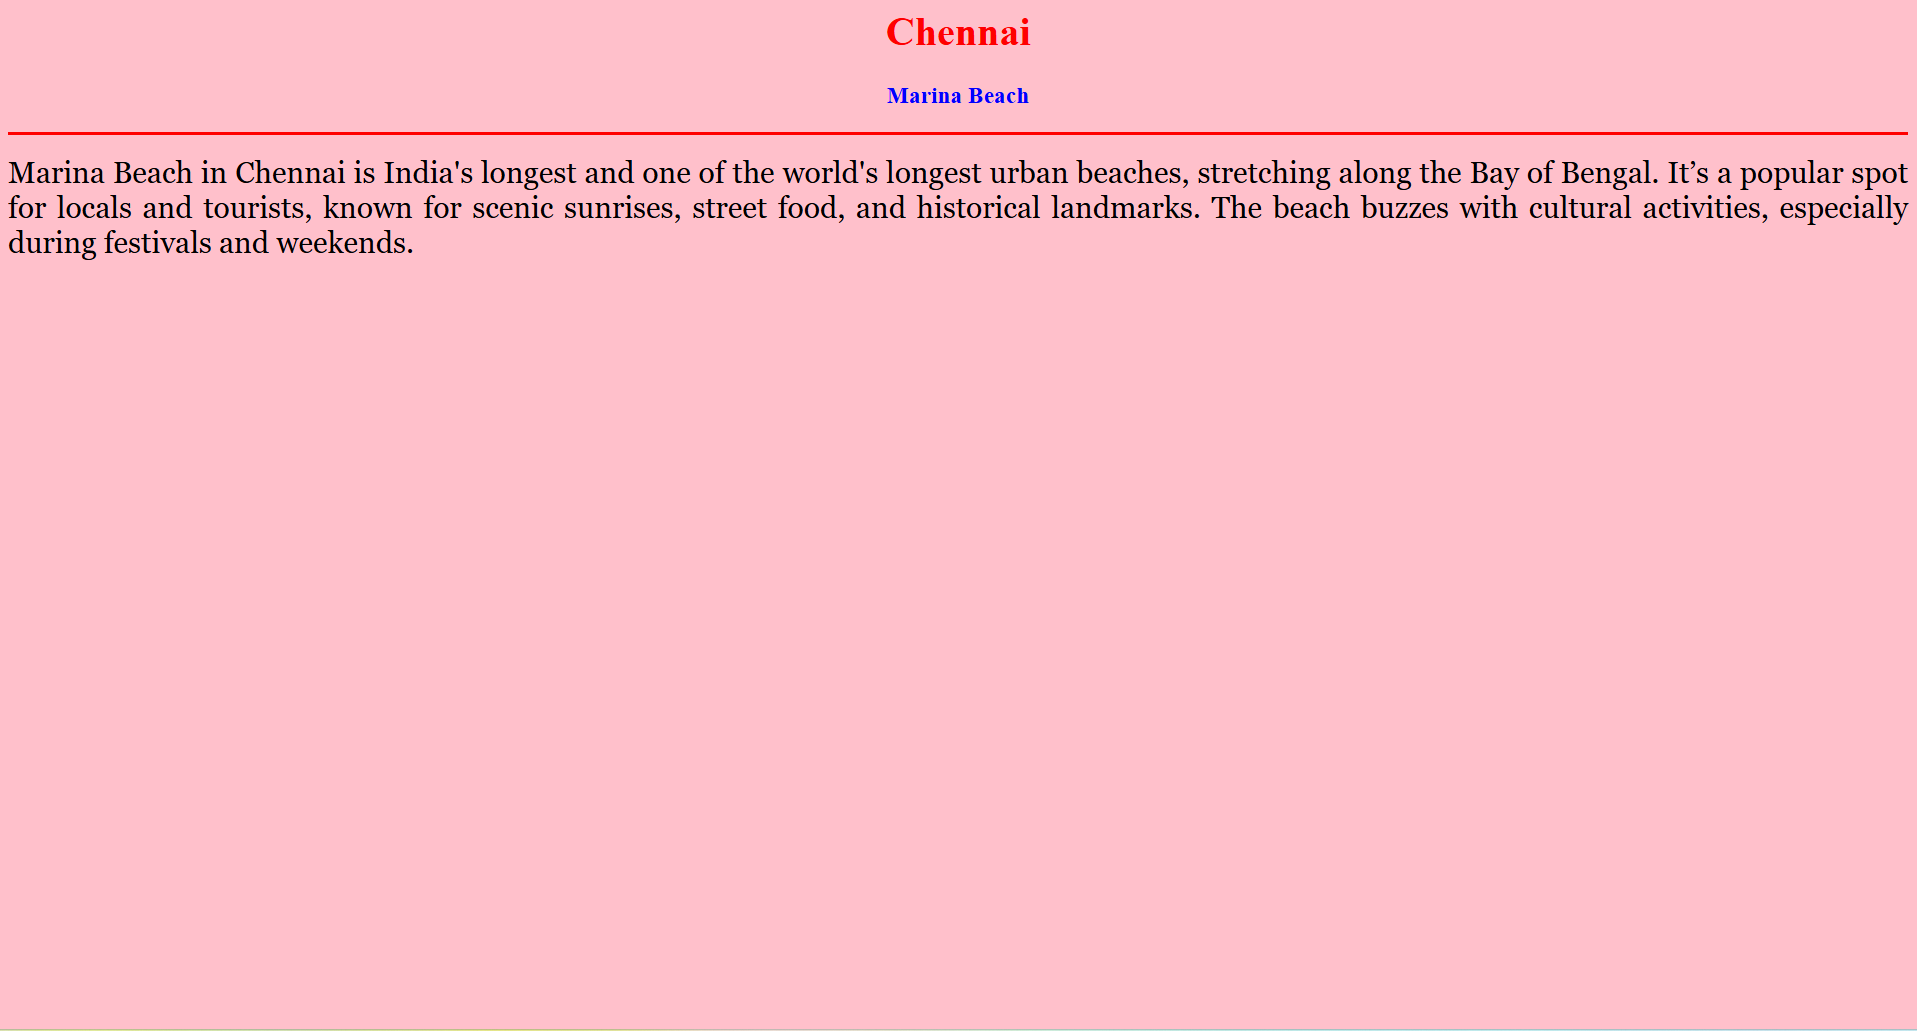 Chennai
Marina Beach
Marina Beach in Chennai is India's longest and one of the world's longest urban beaches, stretching along the Bay of Bengal. It’s a popular spot
for locals and tourists, known for scenic sunrises, street food, and historical landmarks. The beach buzzes with cultural activities, especially
during festivals and weekends.